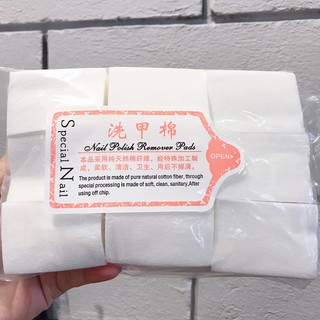 Special Nail
洗甲棉
Nail Polish Remover Pads
OPEN
本品采用纯天然棉纤维，经特殊加工制
成，柔软、清洁、卫生，用后不掉屑。
The product is made of pure natural cotton fiber, through
special processing is made of soft, clean, sanitary,After
using off chip.